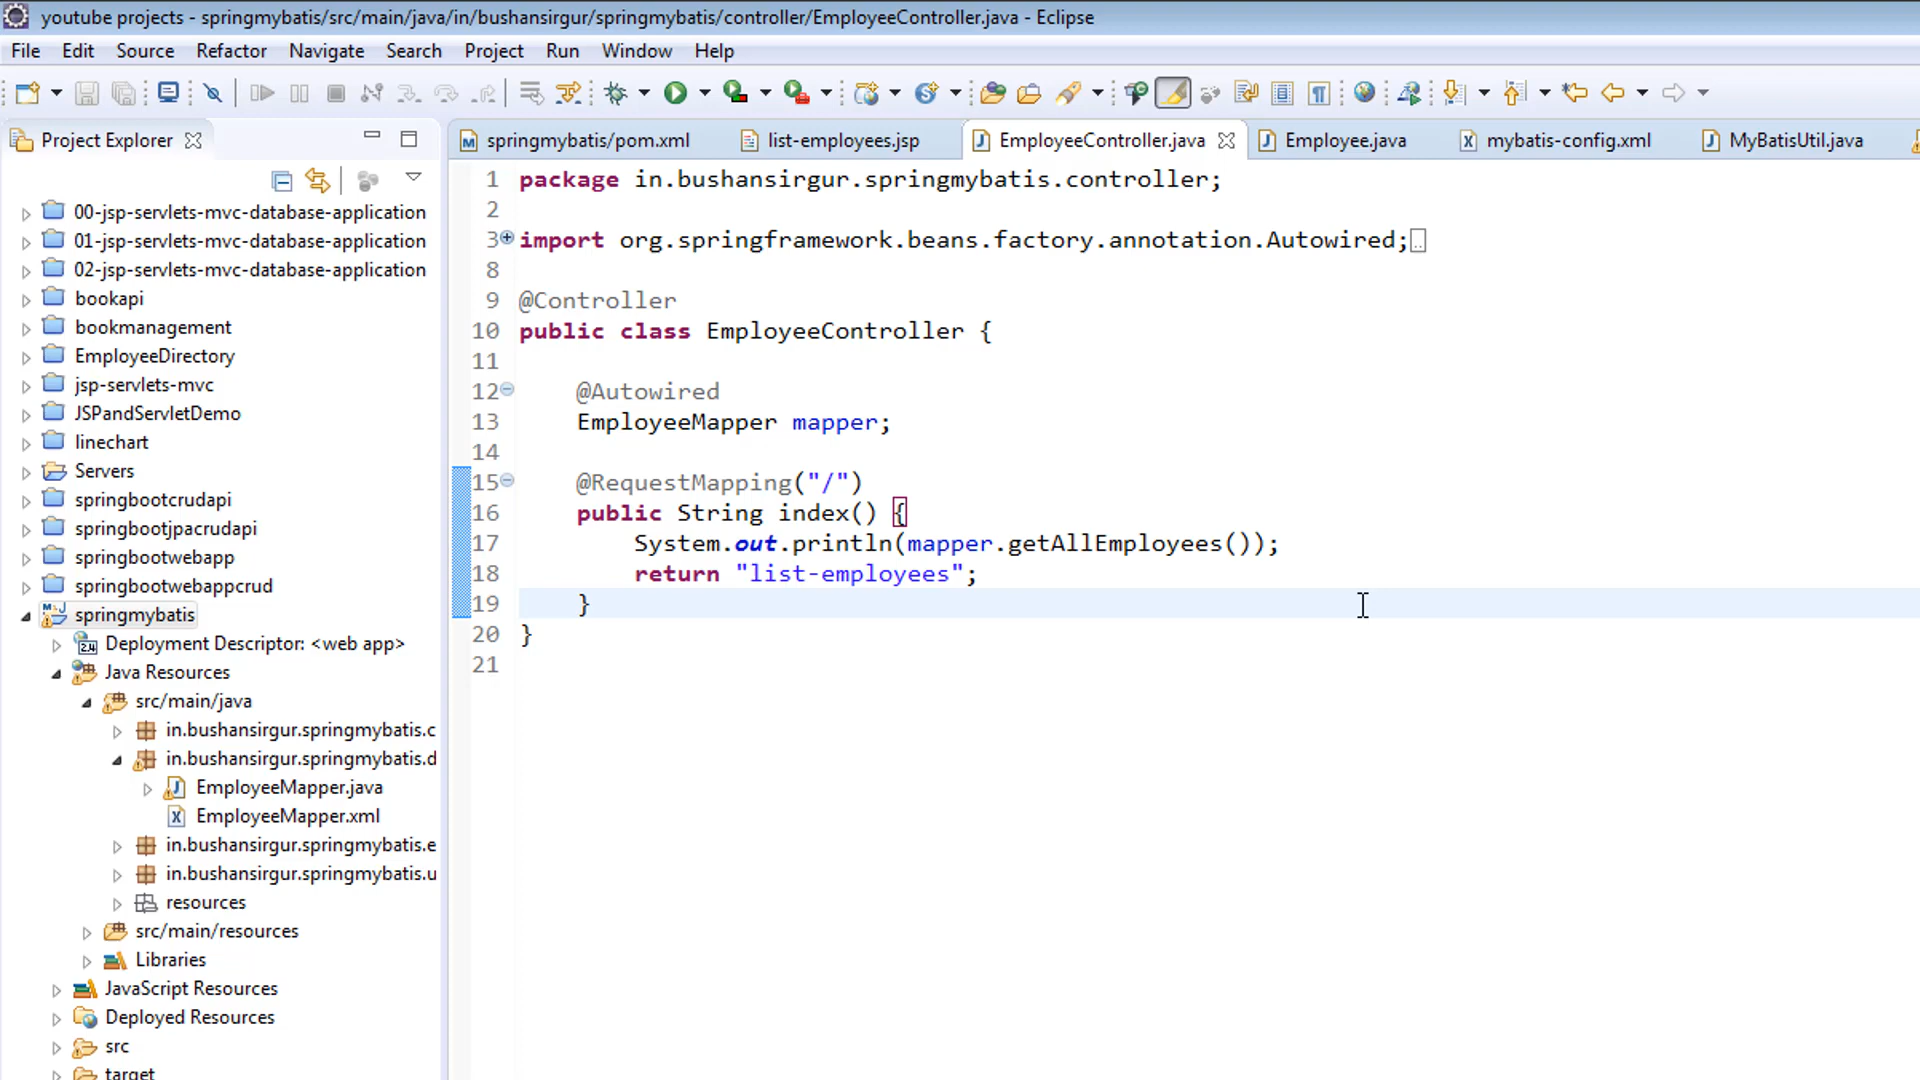 youtube projects - springmybatis/src/main/java/in/bushansirgur/springmybatis/controller/EmployeeController.java - Eclipse
File Edit Source Refactor Navigate Search Project Run Window Help
Project Explorer
springmybatis/pom.xml list-employees.jsp EmployeeController.java Employee.java mybatis-config.xml MyBatisUtil.java
00-jsp-servlets-mvc-database-application
01-jsp-servlets-mvc-database-application
02-jsp-servlets-mvc-database-application
bookapi
bookmanagement
EmployeeDirectory
jsp-servlets-mvc
JSPandServletDemo
linechart
Servers
springbootcrudapi
springbootjpacrudapi
springbootwebapp
springbootwebappcrud
springmybatis
Deployment Descriptor: <web app>
Java Resources
src/main/java
in.bushansirgur.springmybatis.c
in.bushansirgur.springmybatis.d
EmployeeMapper.java
EmployeeMapper.xml
in.bushansirgur.springmybatis.e
in.bushansirgur.springmybatis.u
resources
src/main/resources
Libraries
JavaScript Resources
Deployed Resources
src
target
1 package in.bushansirgur.springmybatis.controller;
2
3 import org.springframework.beans.factory.annotation.Autowired;
8
9 @Controller
10 public class EmployeeController {
11
12 @Autowired
13 EmployeeMapper mapper;
14
15 @RequestMapping("/")
16 public String index() {
17 System.out.println(mapper.getAllEmployees());
18 return "list-employees";
19 }
20 }
21